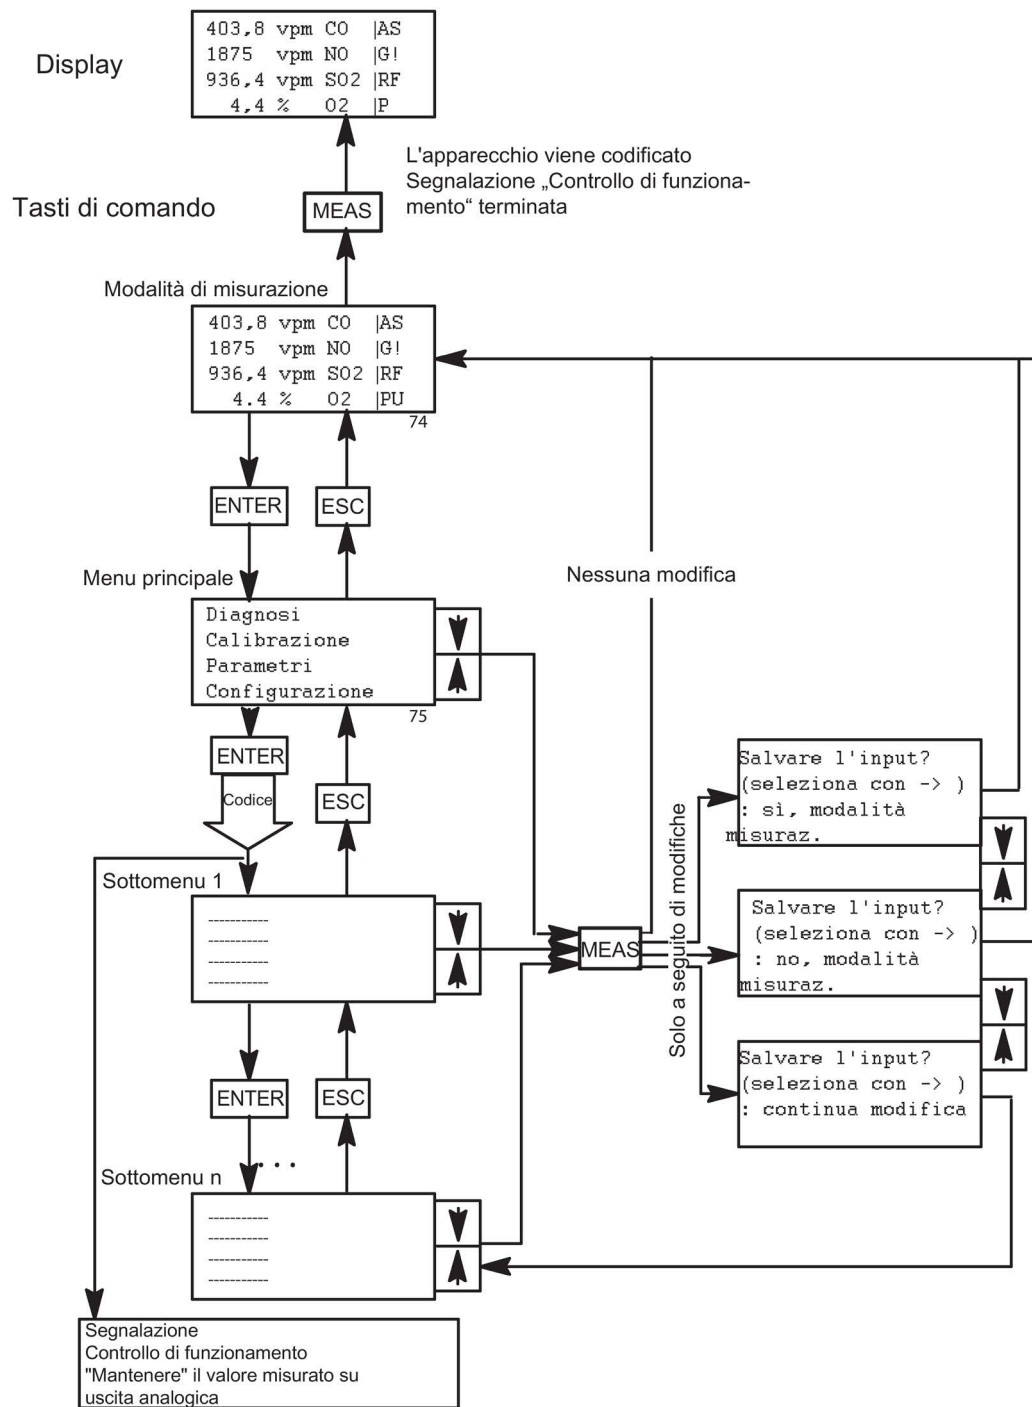 Display
403,8 vpm CO |AS
1875 vpm NO |G!
936,4 vpm SO2 |RF
4,4 % O2 |P
L'apparecchio viene codificato
Segnalazione „Controllo di funziona-
mento“ terminata
Tasti di comando
MEAS
Modalità di misurazione
403,8 vpm CO |AS
1875 vpm NO |G!
936,4 vpm SO2 |RF
4.4 % O2 |PU
74
ENTER
ESC
Nessuna modifica
Menu principale
Diagnosi
Calibrazione
Parametri
Configurazione
75
ENTER
Codice
ESC
Salvare l'input?
(seleziona con -> )
: sì, modalità
misuraz.
Solo a seguito di modifiche
Sottomenu 1
-----------
-----------
-----------
-----------
MEAS
Salvare l'input?
(seleziona con -> )
: no, modalità
misuraz.
Salvare l'input?
(seleziona con -> )
: continua modifica
ENTER
ESC
...
Sottomenu n
-----------
-----------
-----------
-----------
Segnalazione
Controllo di funzionamento
"Mantenere" il valore misurato su
uscita analogica